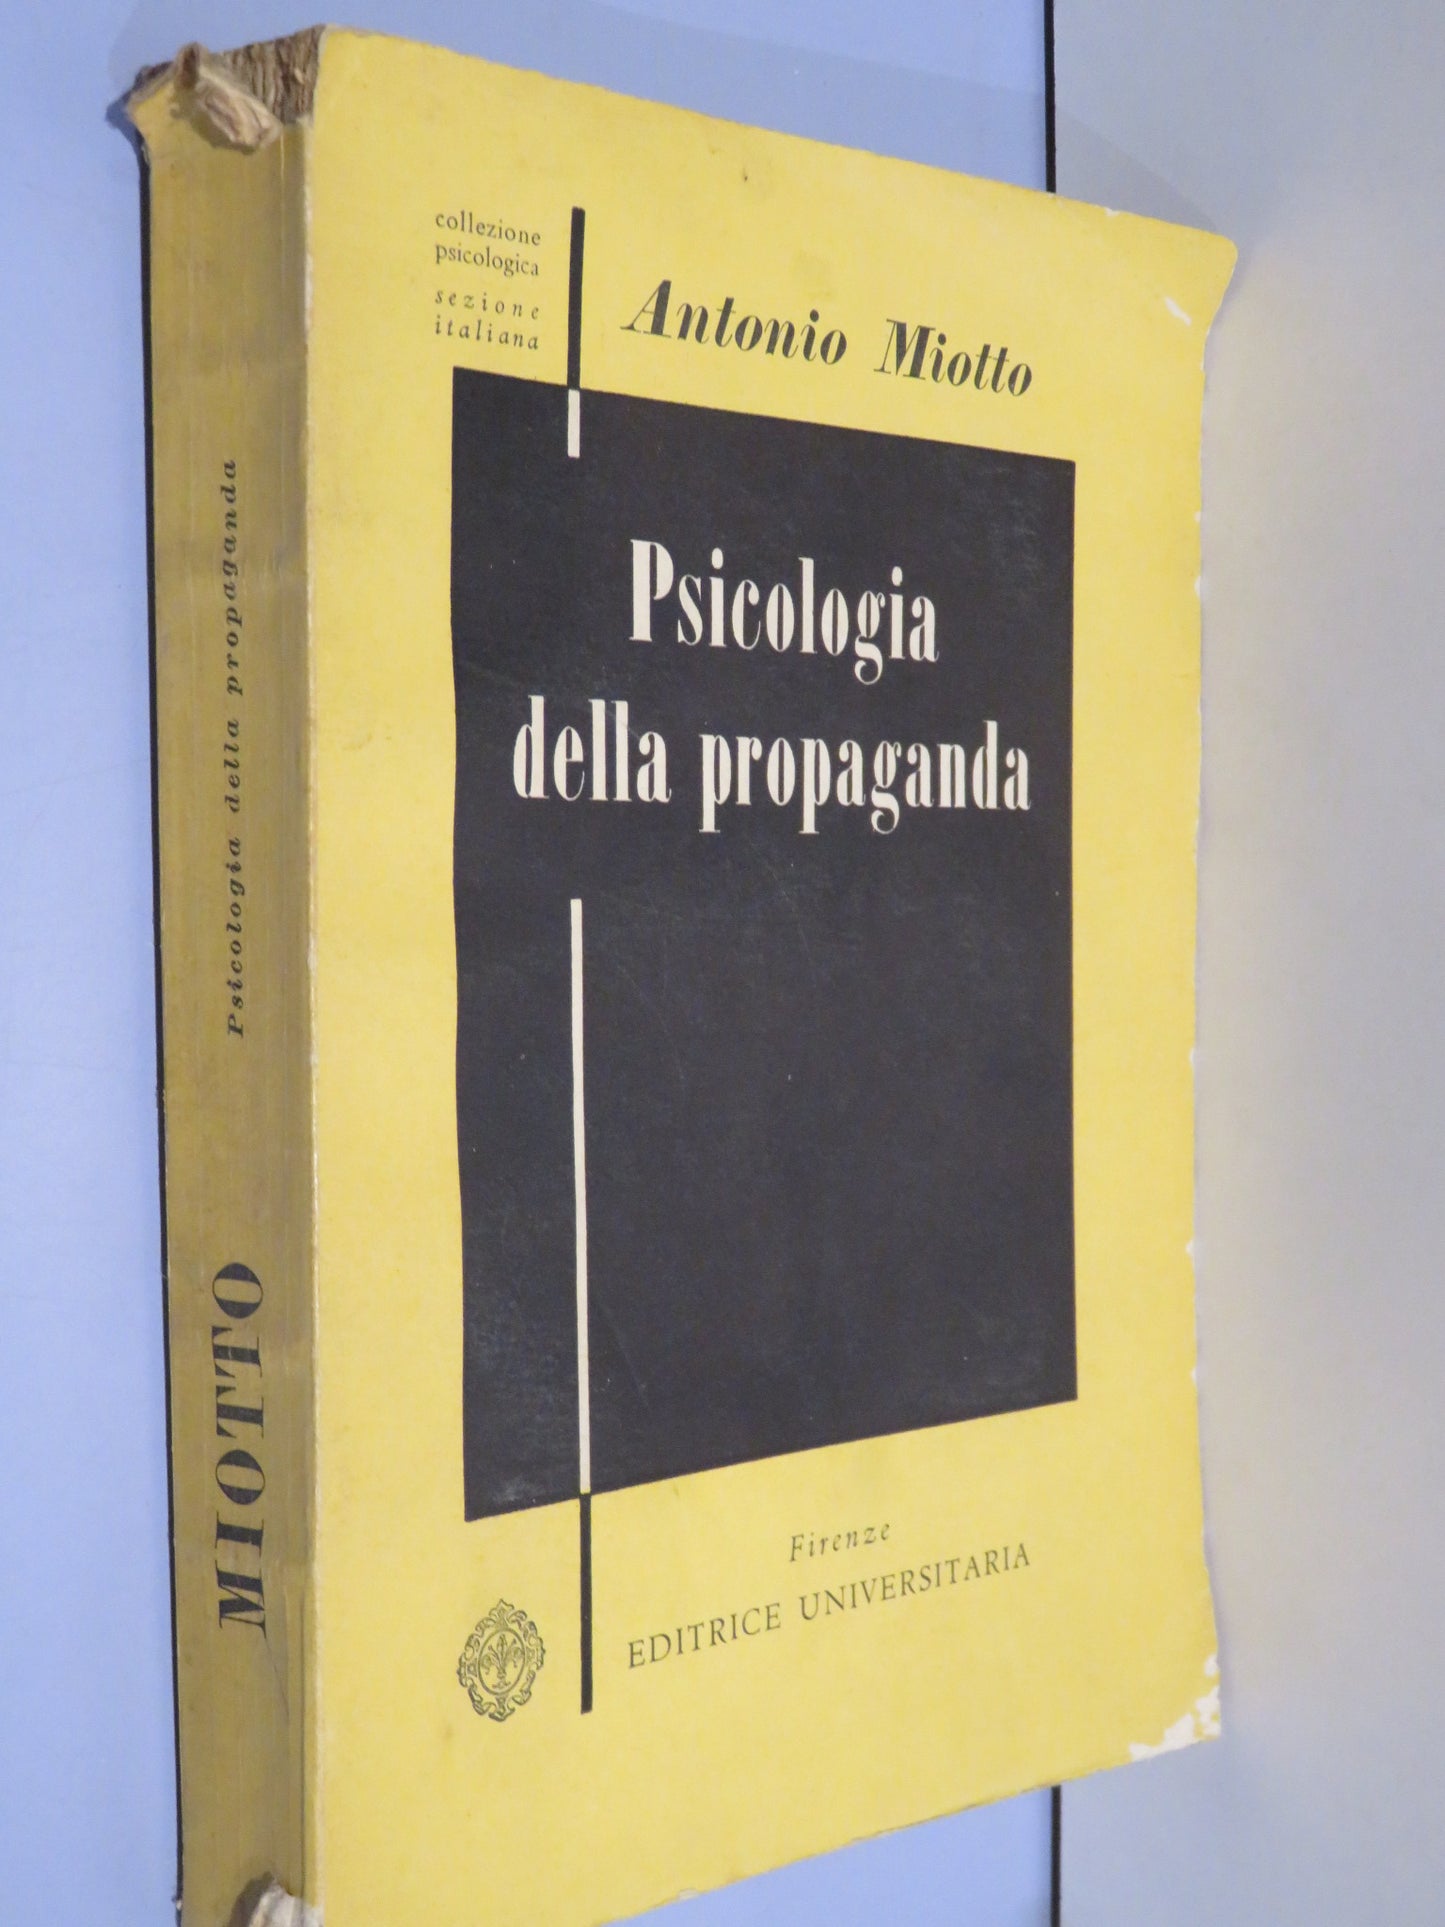 collezione
psicologica
sezione
italiana
Antonio Miotto
Psicologia
della propaganda
Firenze
EDITRICE UNIVERSITARIA
MIOTTO
Psicologia della propaganda